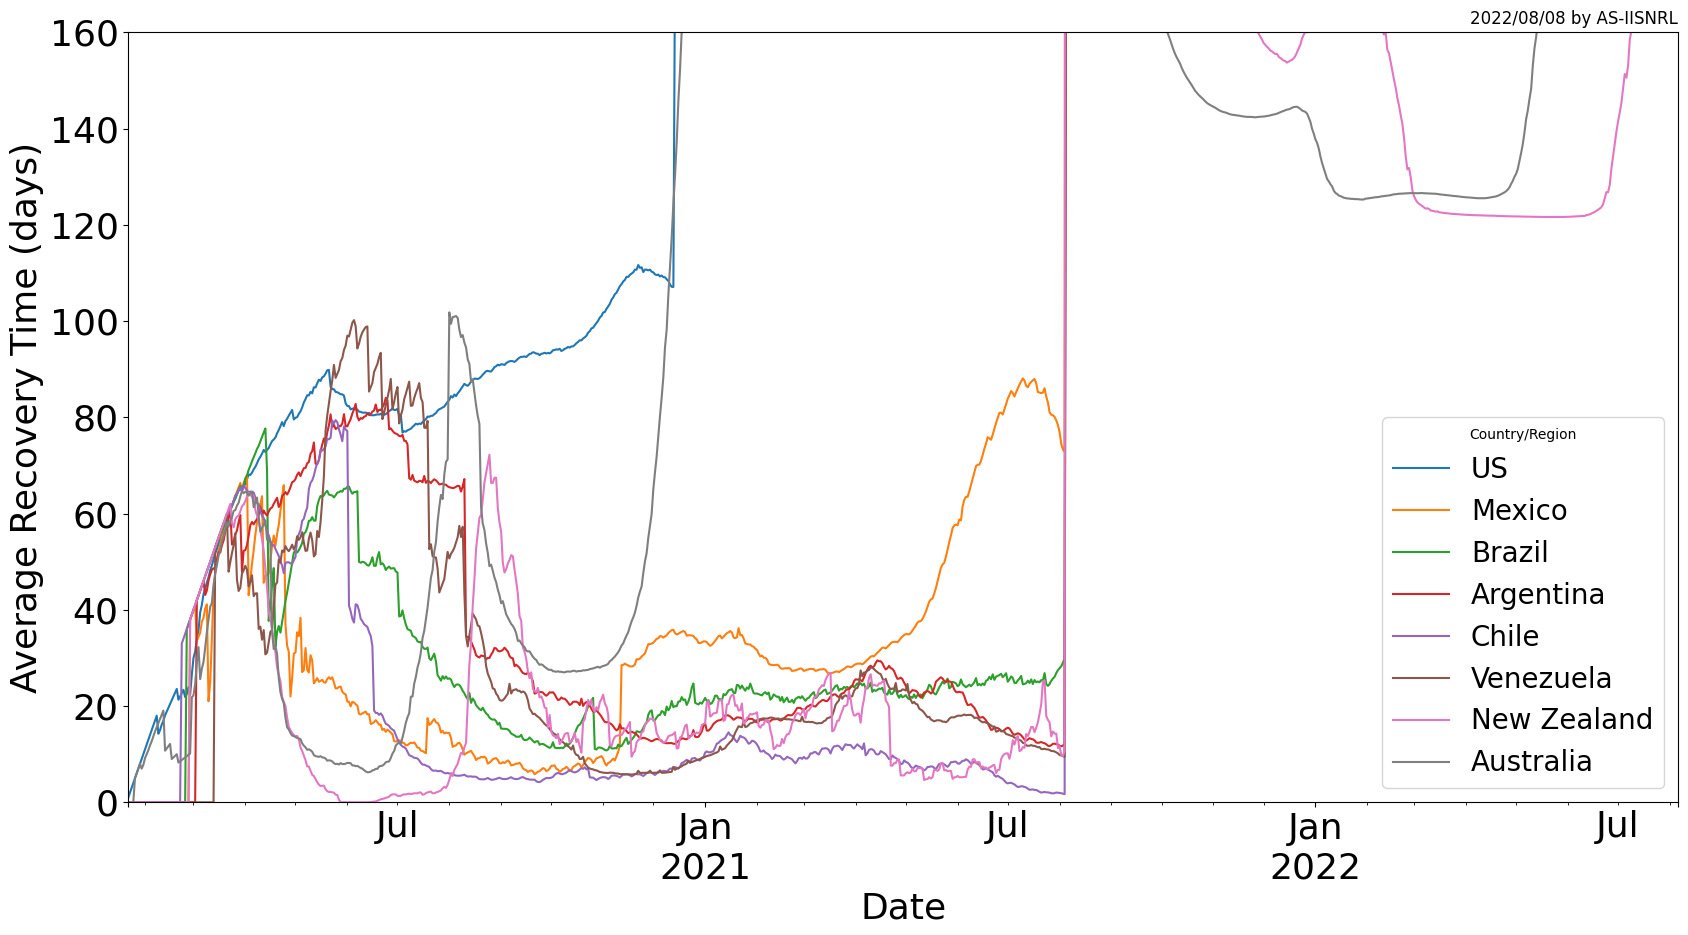 2022/08/08 by AS-IISNRL
160
140
120
100
80
60
40
20
0
Average Recovery Time (days)
Country/Region
US
Mexico
Brazil
Argentina
Chile
Venezuela
New Zealand
Australia
Jul
Jan
2021
Jul
Jan
2022
Jul
Date